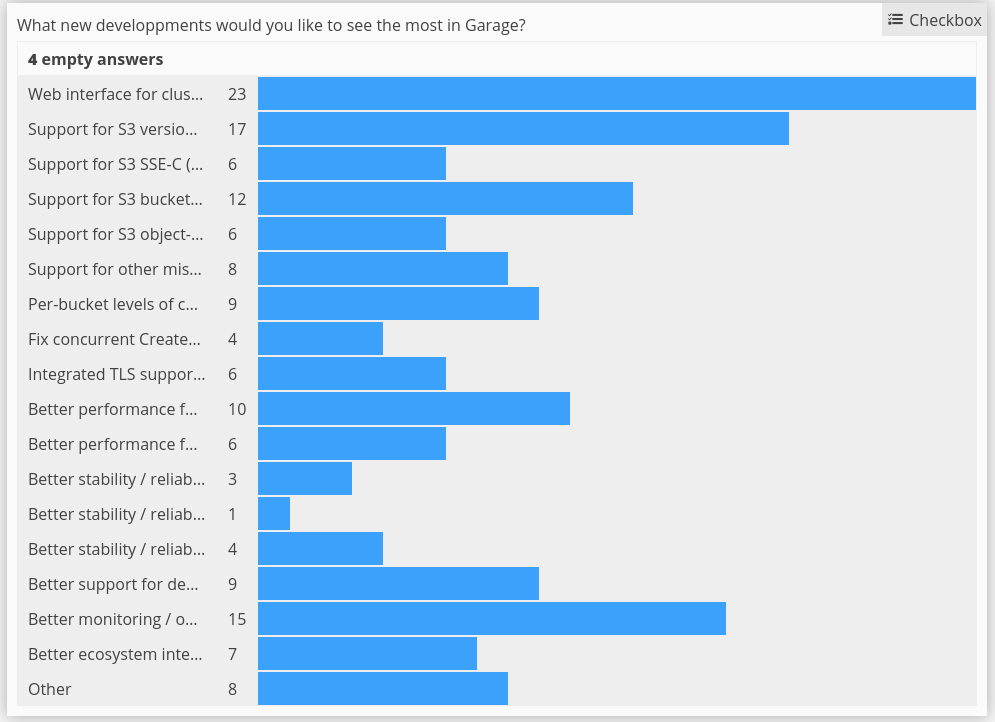 What new developpments would you like to see the most in Garage?
Checkbox
4 empty answers
Web interface for clus... 23
Support for S3 versio... 17
Support for S3 SSE-C (... 6
Support for S3 bucket... 12
Support for S3 object-... 6
Support for other mis... 8
Per-bucket levels of c... 9
Fix concurrent Create... 4
Integrated TLS suppor... 6
Better performance f... 10
Better performance f... 6
Better stability / reliab... 3
Better stability / reliab... 1
Better stability / reliab... 4
Better support for de... 9
Better monitoring / o... 15
Better ecosystem inte... 7
Other 8